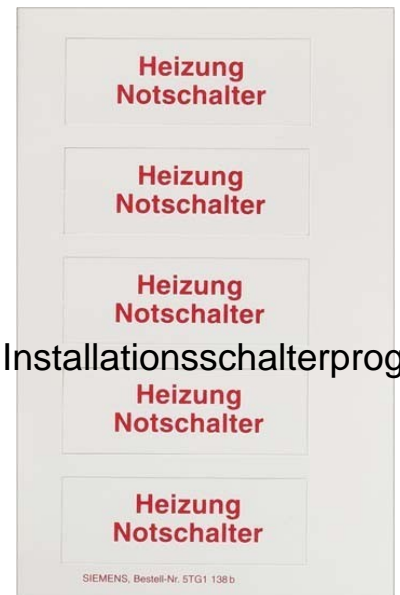 Heizung
Notschalter
Heizung
Notschalter
Heizung
Notschalter
Installationsschalterprog
Heizung
Notschalter
Heizung
Notschalter
SIEMENS, Bestell-Nr. 5TG1 138 b